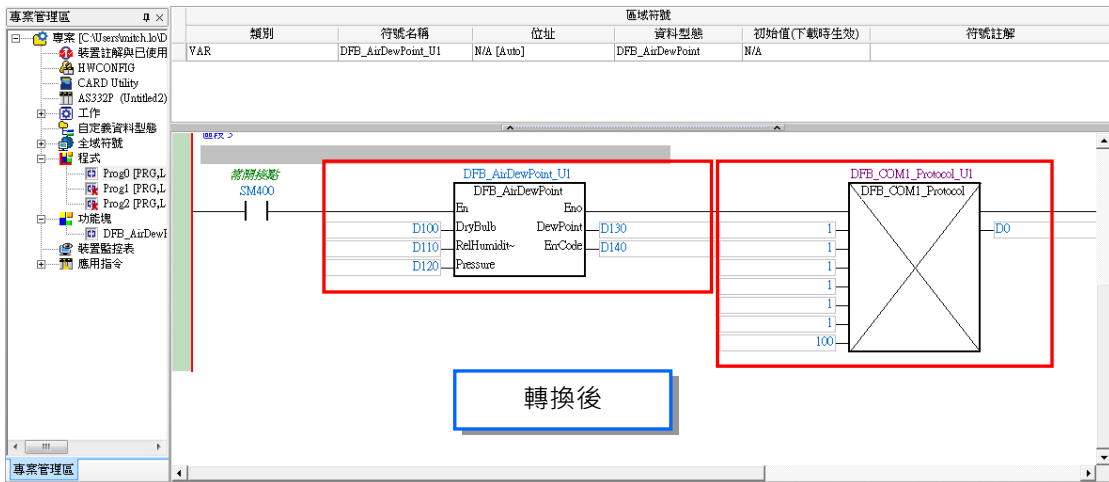 專案管理區
專案 [C:\Users\mitch.lo\D
裝置註解與已使用
HWCONFIG
CARD Utility
AS332P (Untitled2)
工作
自定義資料型態
全域符號
程式
Prog0 [PRG,L
Prog1 [PRG,L
Prog2 [PRG,L
功能塊
DFB_AirDewI
裝置監控表
應用指令
專案管理區
區域符號
類別 符號名稱 位址 資料型態 初始值(下載時生效) 符號註解
VAR DFB_AirDewPoint_U1 N/A [Auto] DFB_AirDewPoint N/A
區段 3
常開接點
SM400
DFB_AirDewPoint_U1
DFB_AirDewPoint
En Eno
D100 DryBulb DewPoint D130
D110 RelHumidit~ ErrCode D140
D120 Pressure
DFB_COM1_Protocol_U1
DFB_COM1_Protocol
1 D0
1
1
1
1
1
100
轉換後